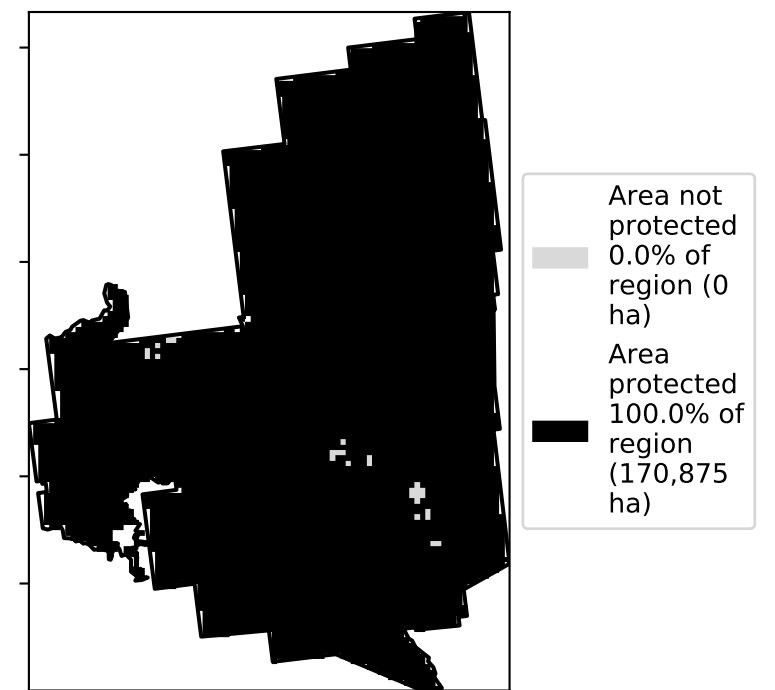 Area not
protected
0.0% of
region (0
ha)
Area
protected
100.0% of
region
(170,875
ha)